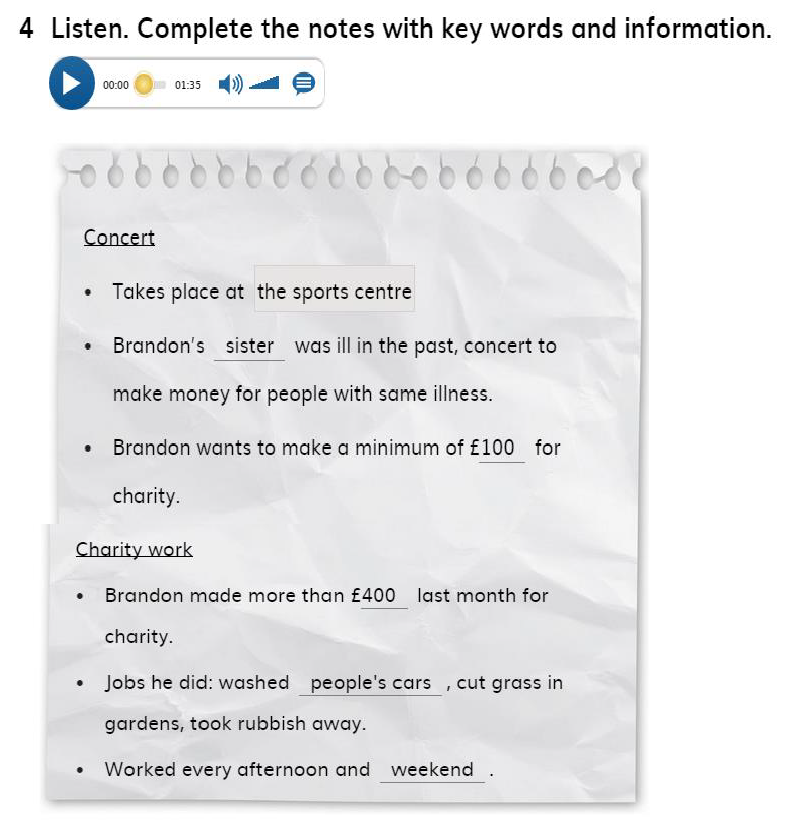 4 Listen. Complete the notes with key words and information.
00:00 01:35
Concert
• Takes place at the sports centre
• Brandon's sister was ill in the past, concert to
make money for people with same illness.
• Brandon wants to make a minimum of £100 for
charity.
Charity work
• Brandon made more than £400 last month for
charity.
• Jobs he did: washed people's cars , cut grass in
gardens, took rubbish away.
• Worked every afternoon and weekend .